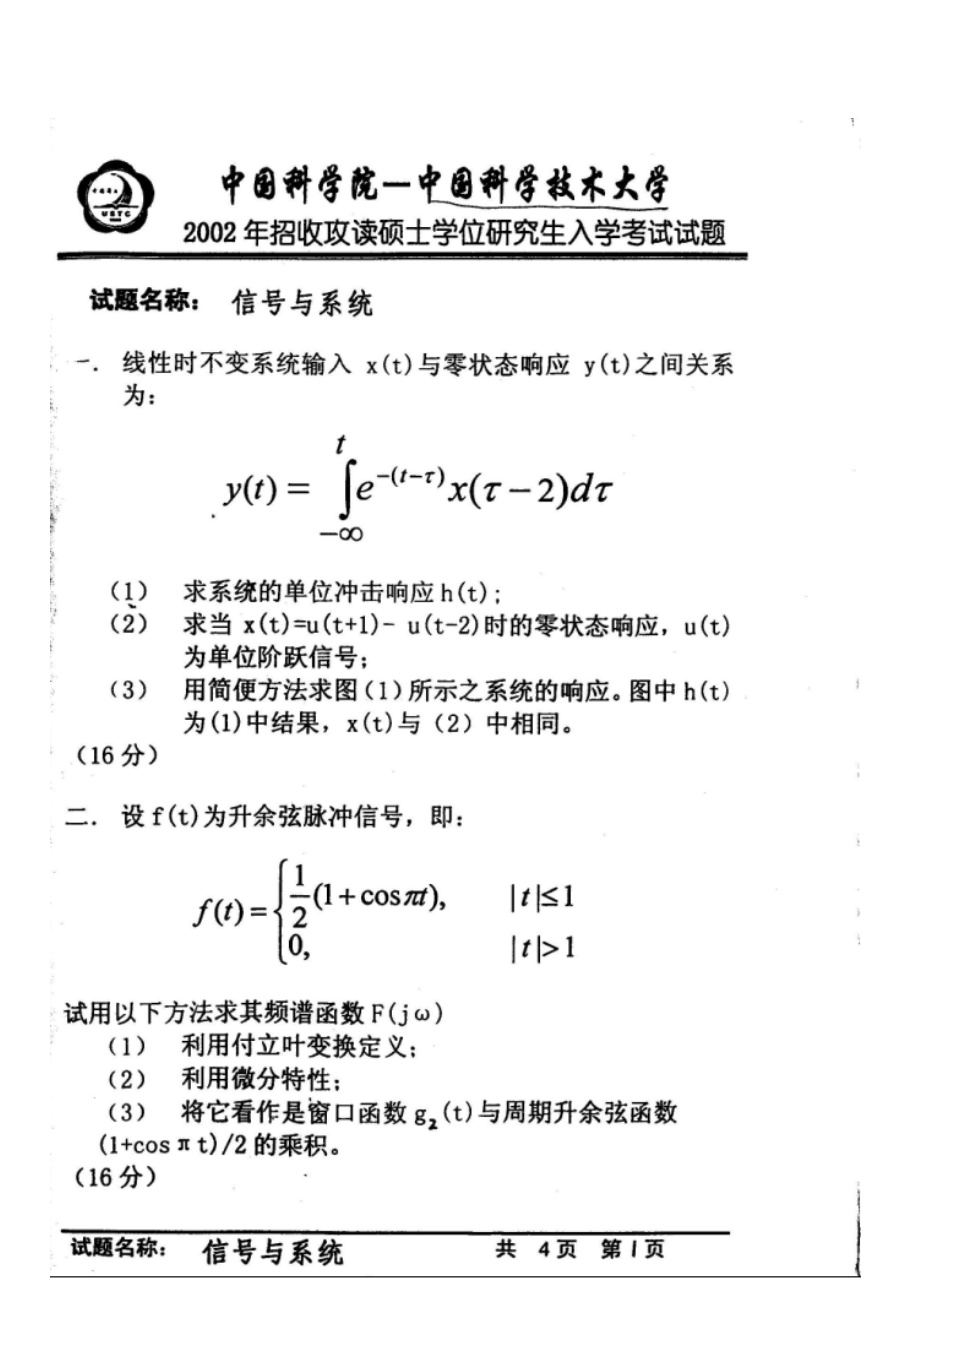 中国科学院—中国科学技术大学
USTC
2002年招收攻读硕士学位研究生入学考试试题
试题名称： 信号与系统
一． 线性时不变系统输入 x(t)与零状态响应 y(t)之间关系
为：
y(t) = ∫_{-∞}^{t} e^{-(t-τ)} x(τ-2)dτ
(1) 求系统的单位冲击响应h(t);
(2) 求当 x(t)=u(t+1)- u(t-2)时的零状态响应，u(t)
为单位阶跃信号;
(3) 用简便方法求图(1)所示之系统的响应。图中h(t)
为(1)中结果，x(t)与（2）中相同。
（16分）
二． 设f(t)为升余弦脉冲信号，即：
f(t) = { 1/2 (1+cosπt), |t|≤1
0, |t|>1
试用以下方法求其频谱函数F(jω)
(1) 利用付立叶变换定义;
(2) 利用微分特性;
(3) 将它看作是窗口函数g₂(t)与周期升余弦函数
(1+cosπt)/2的乘积。
（16分）
试题名称： 信号与系统 共 4页 第1页